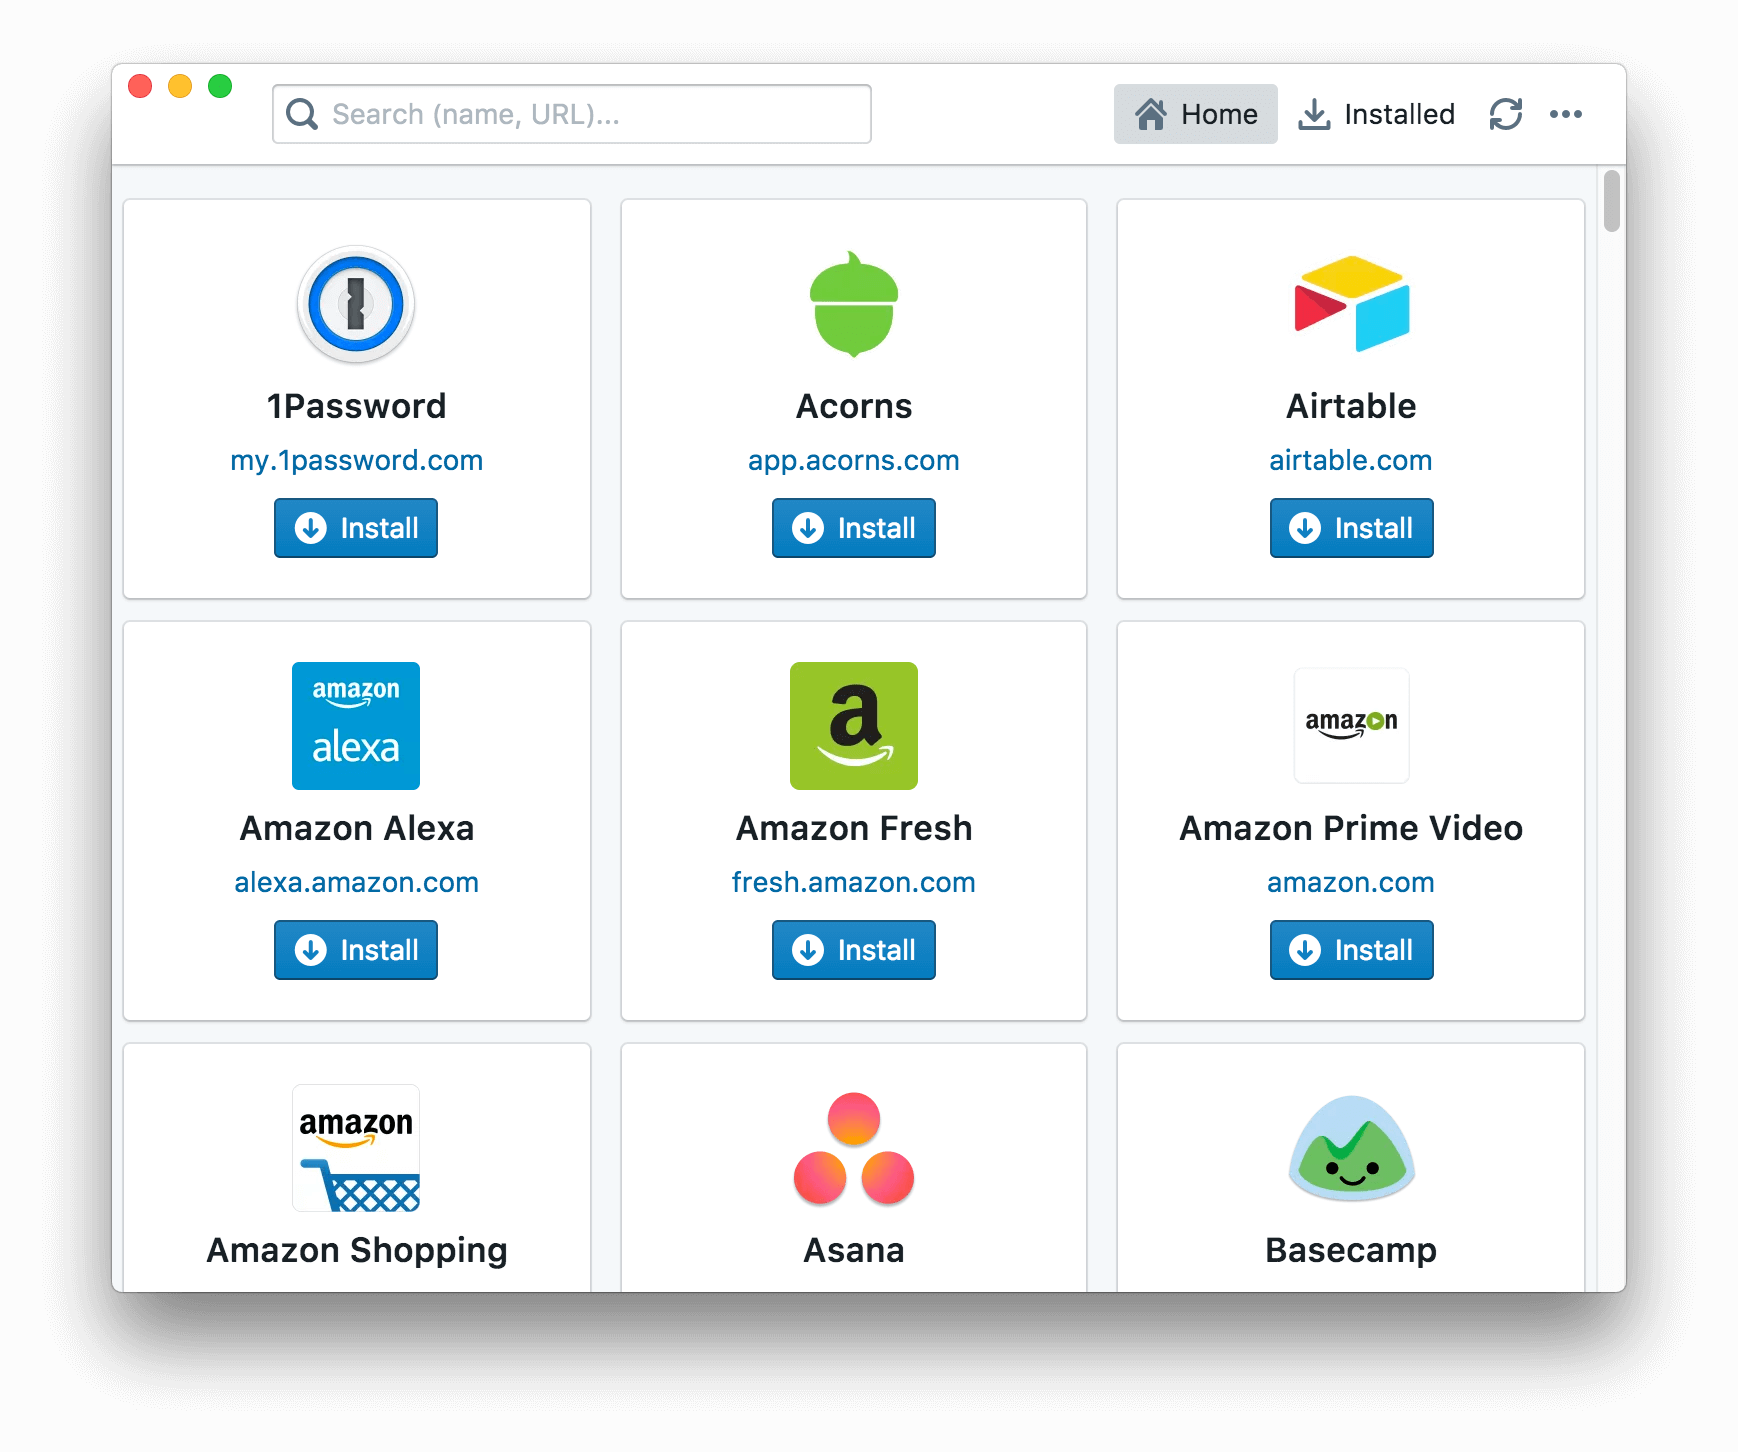 Search (name, URL)...
Home
Installed
1Password
my.1password.com
Install
Acorns
app.acorns.com
Install
Airtable
airtable.com
Install
amazon
alexa
Amazon Alexa
alexa.amazon.com
Install
a
Amazon Fresh
fresh.amazon.com
Install
amazon
Amazon Prime Video
amazon.com
Install
amazon
Amazon Shopping
Asana
Basecamp